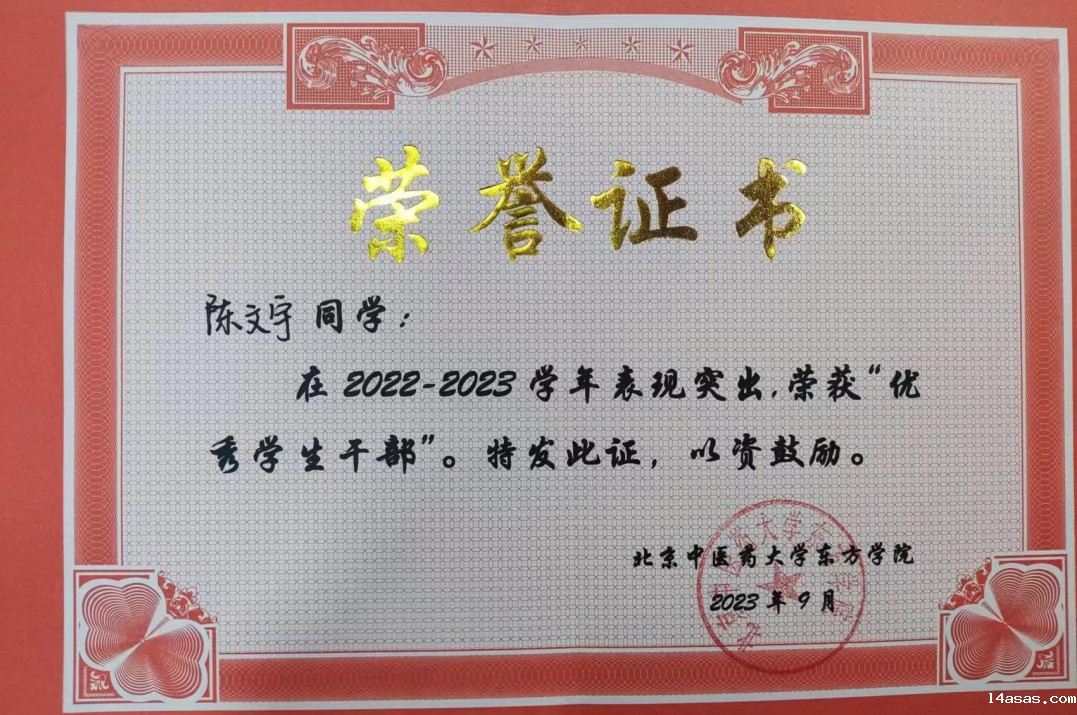 荣誉证书
陈文宇 同学：
在 2022-2023 学年表现突出，荣获“优
秀学生干部”。特发此证，以资鼓励。
北京中医药大学东方学院
2023 年 9 月
14asas.com